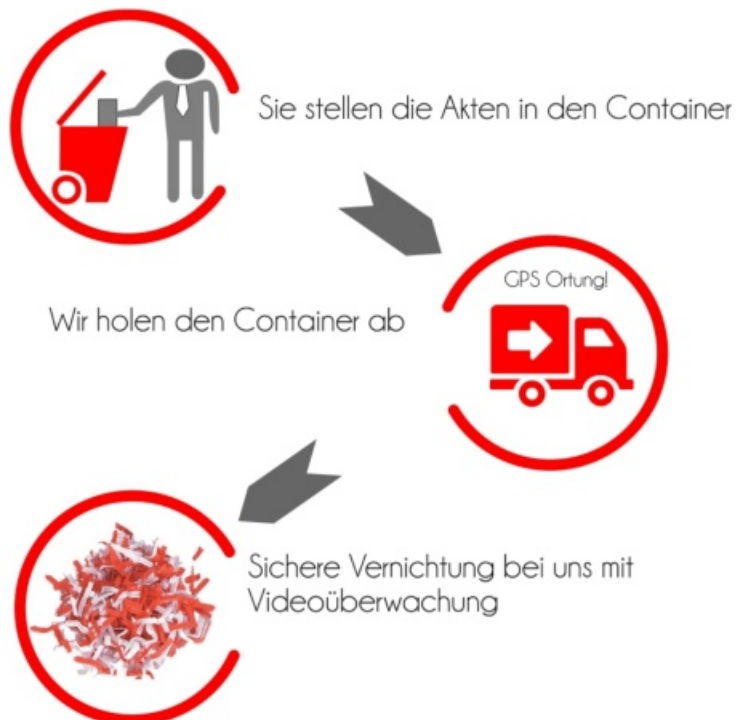 Sie stellen die Akten in den Container
GPS Ortung!
Wir holen den Container ab
Sichere Vernichtung bei uns mit
Videoüberwachung